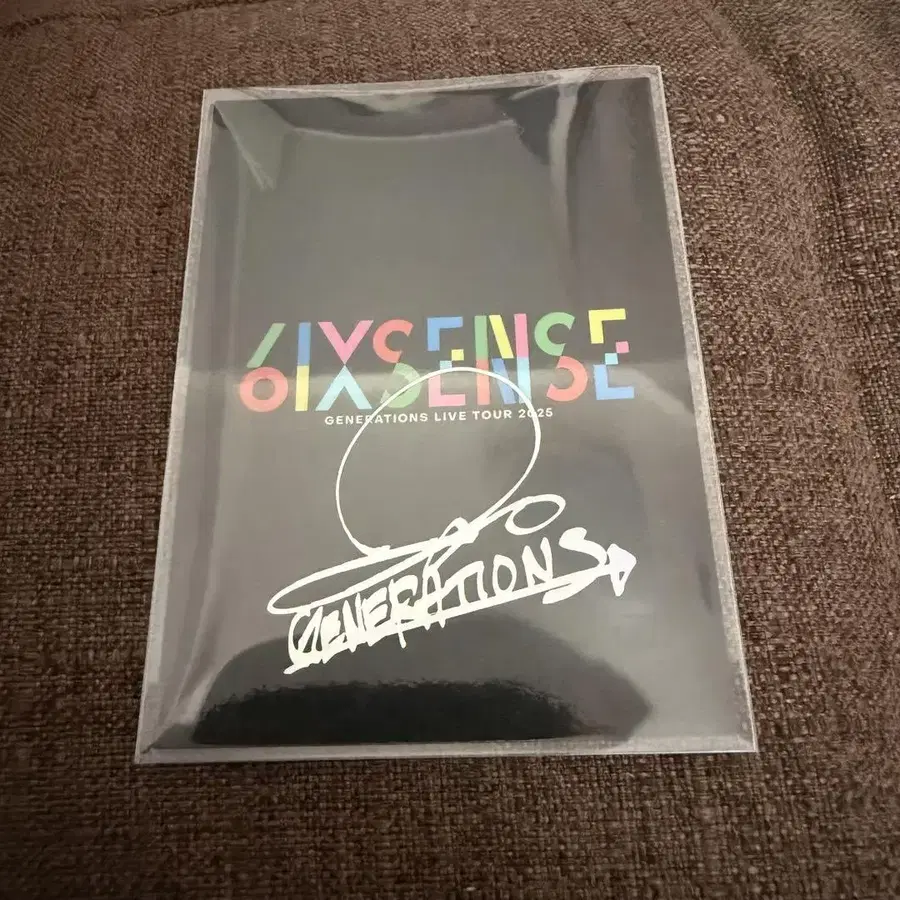 6IXSENSE
GENERATIONS LIVE TOUR 2025
GENERATIONS